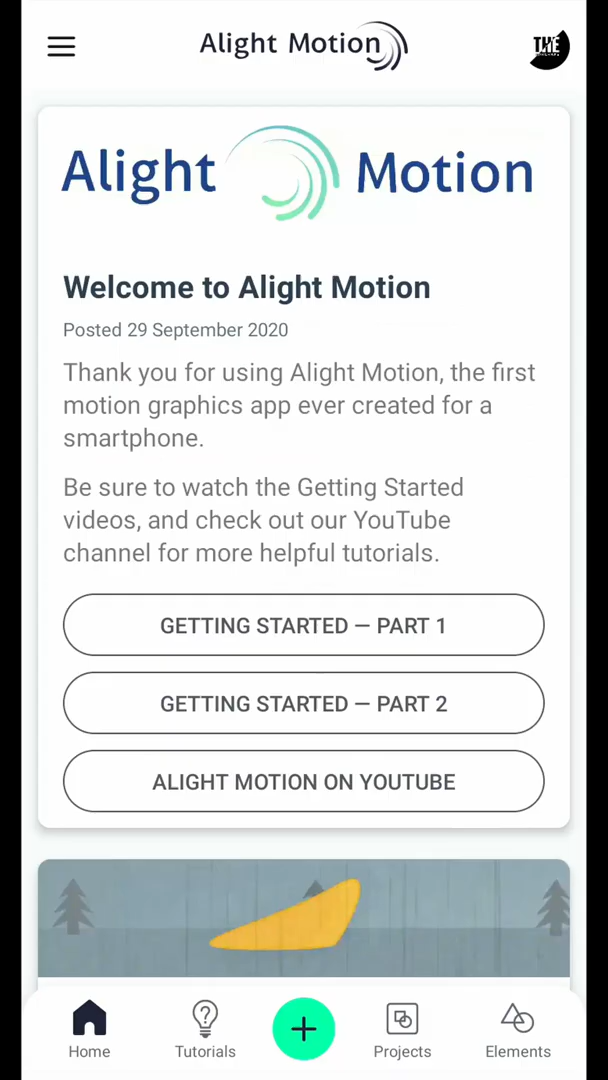 Alight Motion
THE
Alight Motion
Welcome to Alight Motion
Posted 29 September 2020
Thank you for using Alight Motion, the first
motion graphics app ever created for a
smartphone.
Be sure to watch the Getting Started
videos, and check out our YouTube
channel for more helpful tutorials.
GETTING STARTED — PART 1
GETTING STARTED — PART 2
ALIGHT MOTION ON YOUTUBE
Home
Tutorials
Projects
Elements